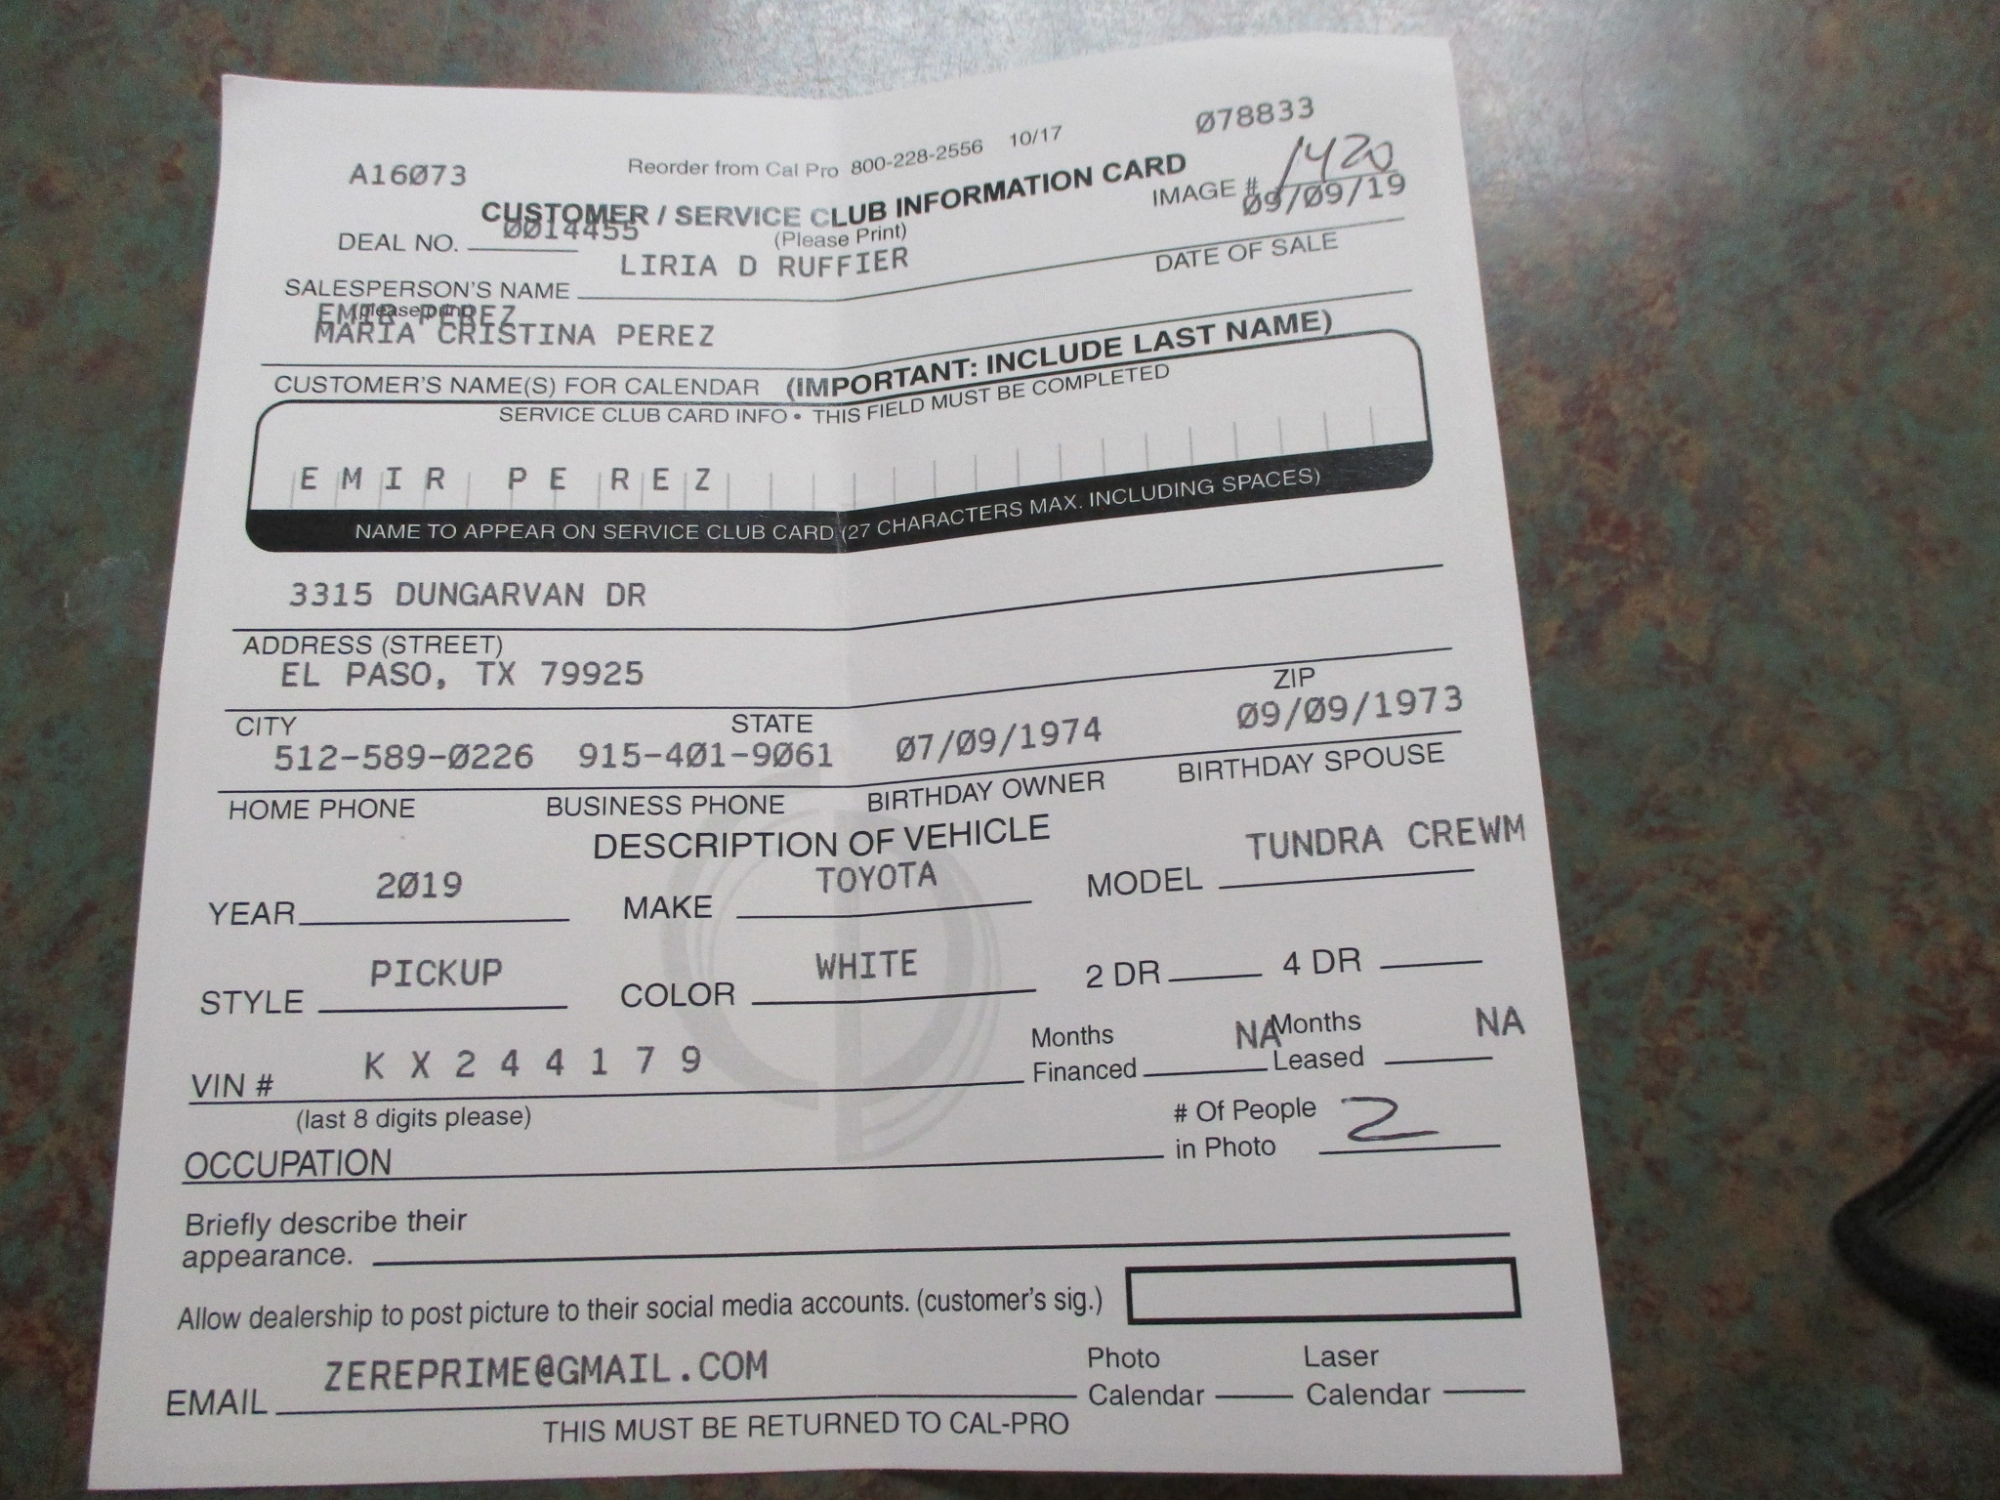 Ø78833
Reorder from Cal Pro 800-228-2556 10/17
A16Ø73
IMAGE # 1420
CUSTOMER / SERVICE CLUB INFORMATION CARD
Ø9/Ø9/19
DEAL NO. ØØ14455
(Please Print)
DATE OF SALE
LIRIA D RUFFIER
SALESPERSON'S NAME
(please print)
EMIR PEREZ
MARIA CRISTINA PEREZ
CUSTOMER'S NAME(S) FOR CALENDAR (IMPORTANT: INCLUDE LAST NAME)
SERVICE CLUB CARD INFO • THIS FIELD MUST BE COMPLETED
EMIR PEREZ
NAME TO APPEAR ON SERVICE CLUB CARD (27 CHARACTERS MAX. INCLUDING SPACES)
3315 DUNGARVAN DR
ADDRESS (STREET)
EL PASO, TX 79925
CITY STATE ZIP
512-589-Ø226 915-4Ø1-9Ø61 Ø7/Ø9/1974 Ø9/Ø9/1973
HOME PHONE BUSINESS PHONE BIRTHDAY OWNER BIRTHDAY SPOUSE
DESCRIPTION OF VEHICLE
YEAR 2Ø19 MAKE TOYOTA MODEL TUNDRA CREWM
STYLE PICKUP COLOR WHITE 2 DR 4 DR
VIN # K X 2 4 4 1 7 9 Months Financed NA Months Leased NA
(last 8 digits please)
OCCUPATION # Of People in Photo 2
Briefly describe their
appearance.
Allow dealership to post picture to their social media accounts. (customer's sig.)
EMAIL ZEREPRIME@GMAIL.COM Photo Calendar Laser Calendar
THIS MUST BE RETURNED TO CAL-PRO